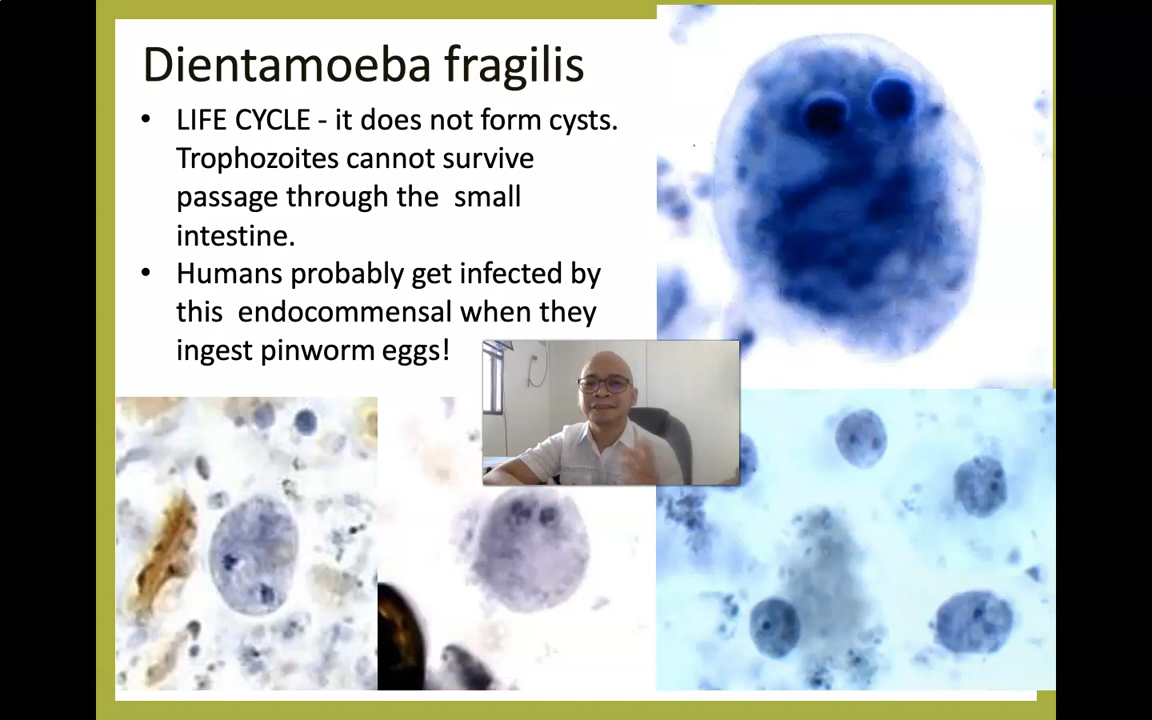 Dientamoeba fragilis
• LIFE CYCLE - it does not form cysts.
Trophozoites cannot survive
passage through the  small
intestine.
• Humans probably get infected by
this  endocommensal when they
ingest pinworm eggs!